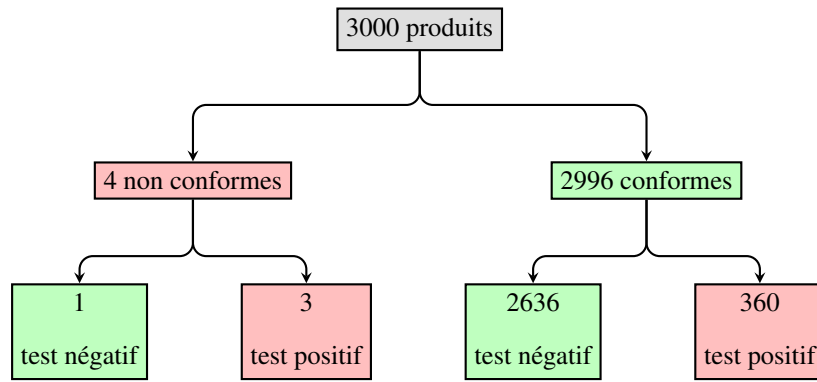 3000 produits
4 non conformes
2996 conformes
1
test négatif
3
test positif
2636
test négatif
360
test positif